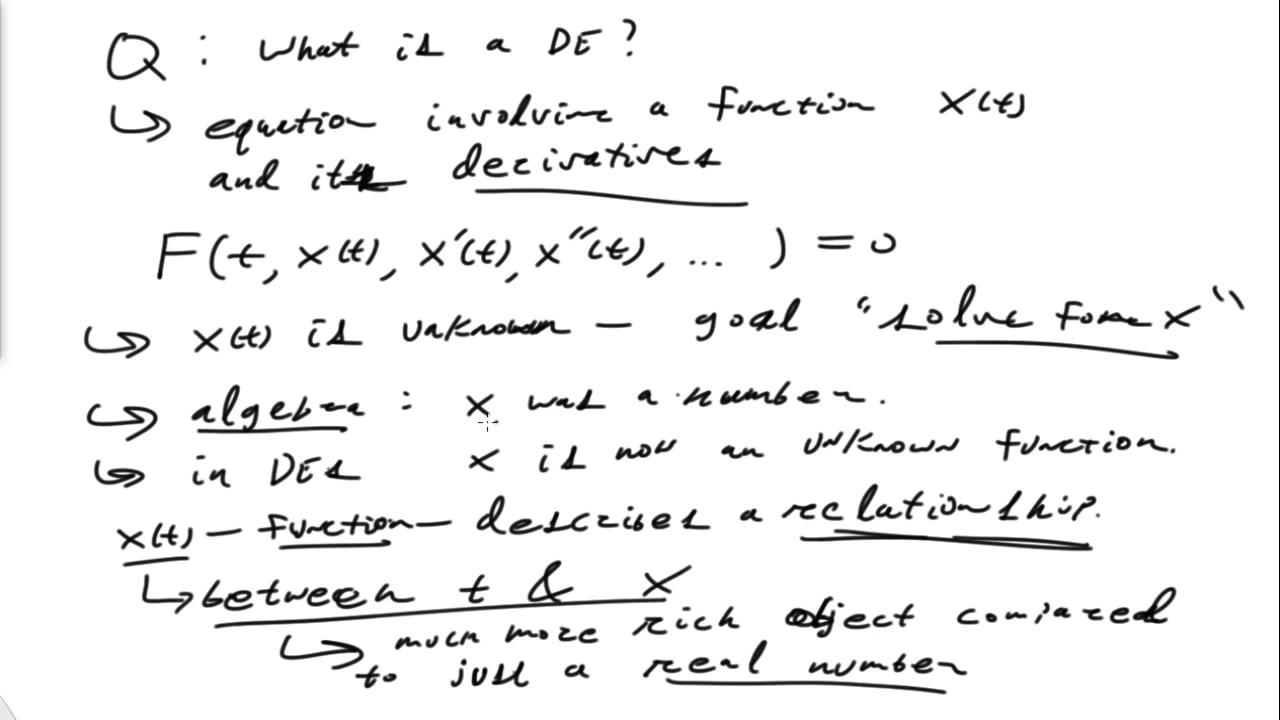 Q : What is a DE?
↳ equation involving a function x(t)
and its derivatives
F(t, x(t), x'(t), x''(t), ... ) = 0
↳ x(t) is unknown — goal "solve for x"
↳ algebra : x was a number.
↳ in DEs x is now an unknown function.
x(t) — function — describes a relationship.
↳ between t & x
↳ much more rich object compared
to just a real number